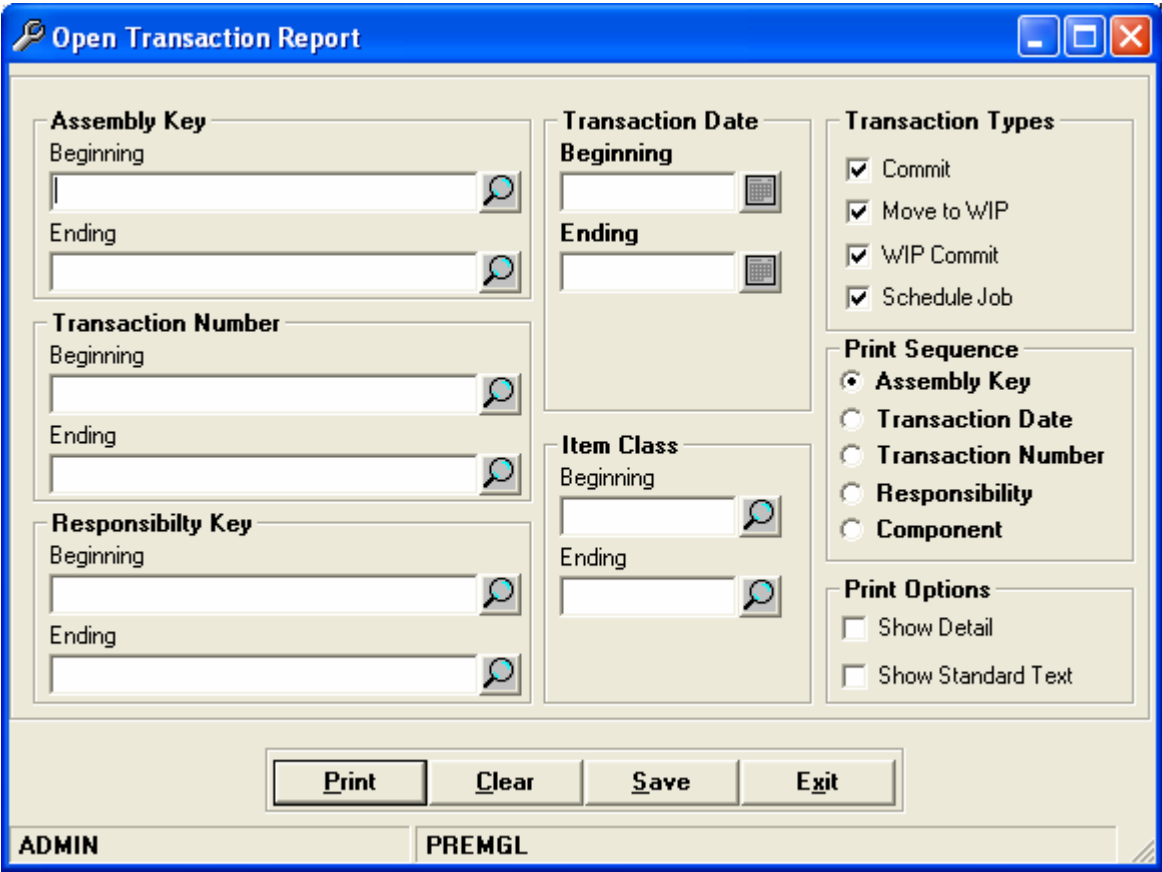 Open Transaction Report
Assembly Key
Beginning
Ending
Transaction Number
Beginning
Ending
Responsibilty Key
Beginning
Ending
Transaction Date
Beginning
Ending
Item Class
Beginning
Ending
Transaction Types
Commit
Move to WIP
WIP Commit
Schedule Job
Print Sequence
Assembly Key
Transaction Date
Transaction Number
Responsibility
Component
Print Options
Show Detail
Show Standard Text
Print Clear Save Exit
ADMIN PREMGL